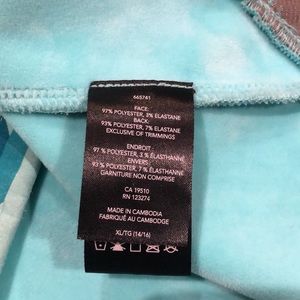 665741
FACE:
97% POLYESTER, 3% ELASTANE
BACK:
93% POLYESTER, 7% ELASTANE
EXCLUSIVE OF TRIMMINGS
ENDROIT :
97 % POLYESTER, 3 % ÉLASTHANNE
ENVERS :
93 % POLYESTER, 7 % ÉLASTHANNE
GARNITURE NON COMPRISE
CA 19510
RN 123274
MADE IN CAMBODIA
FABRIQUÉ AU CAMBODGE
XL/TG (14/16)